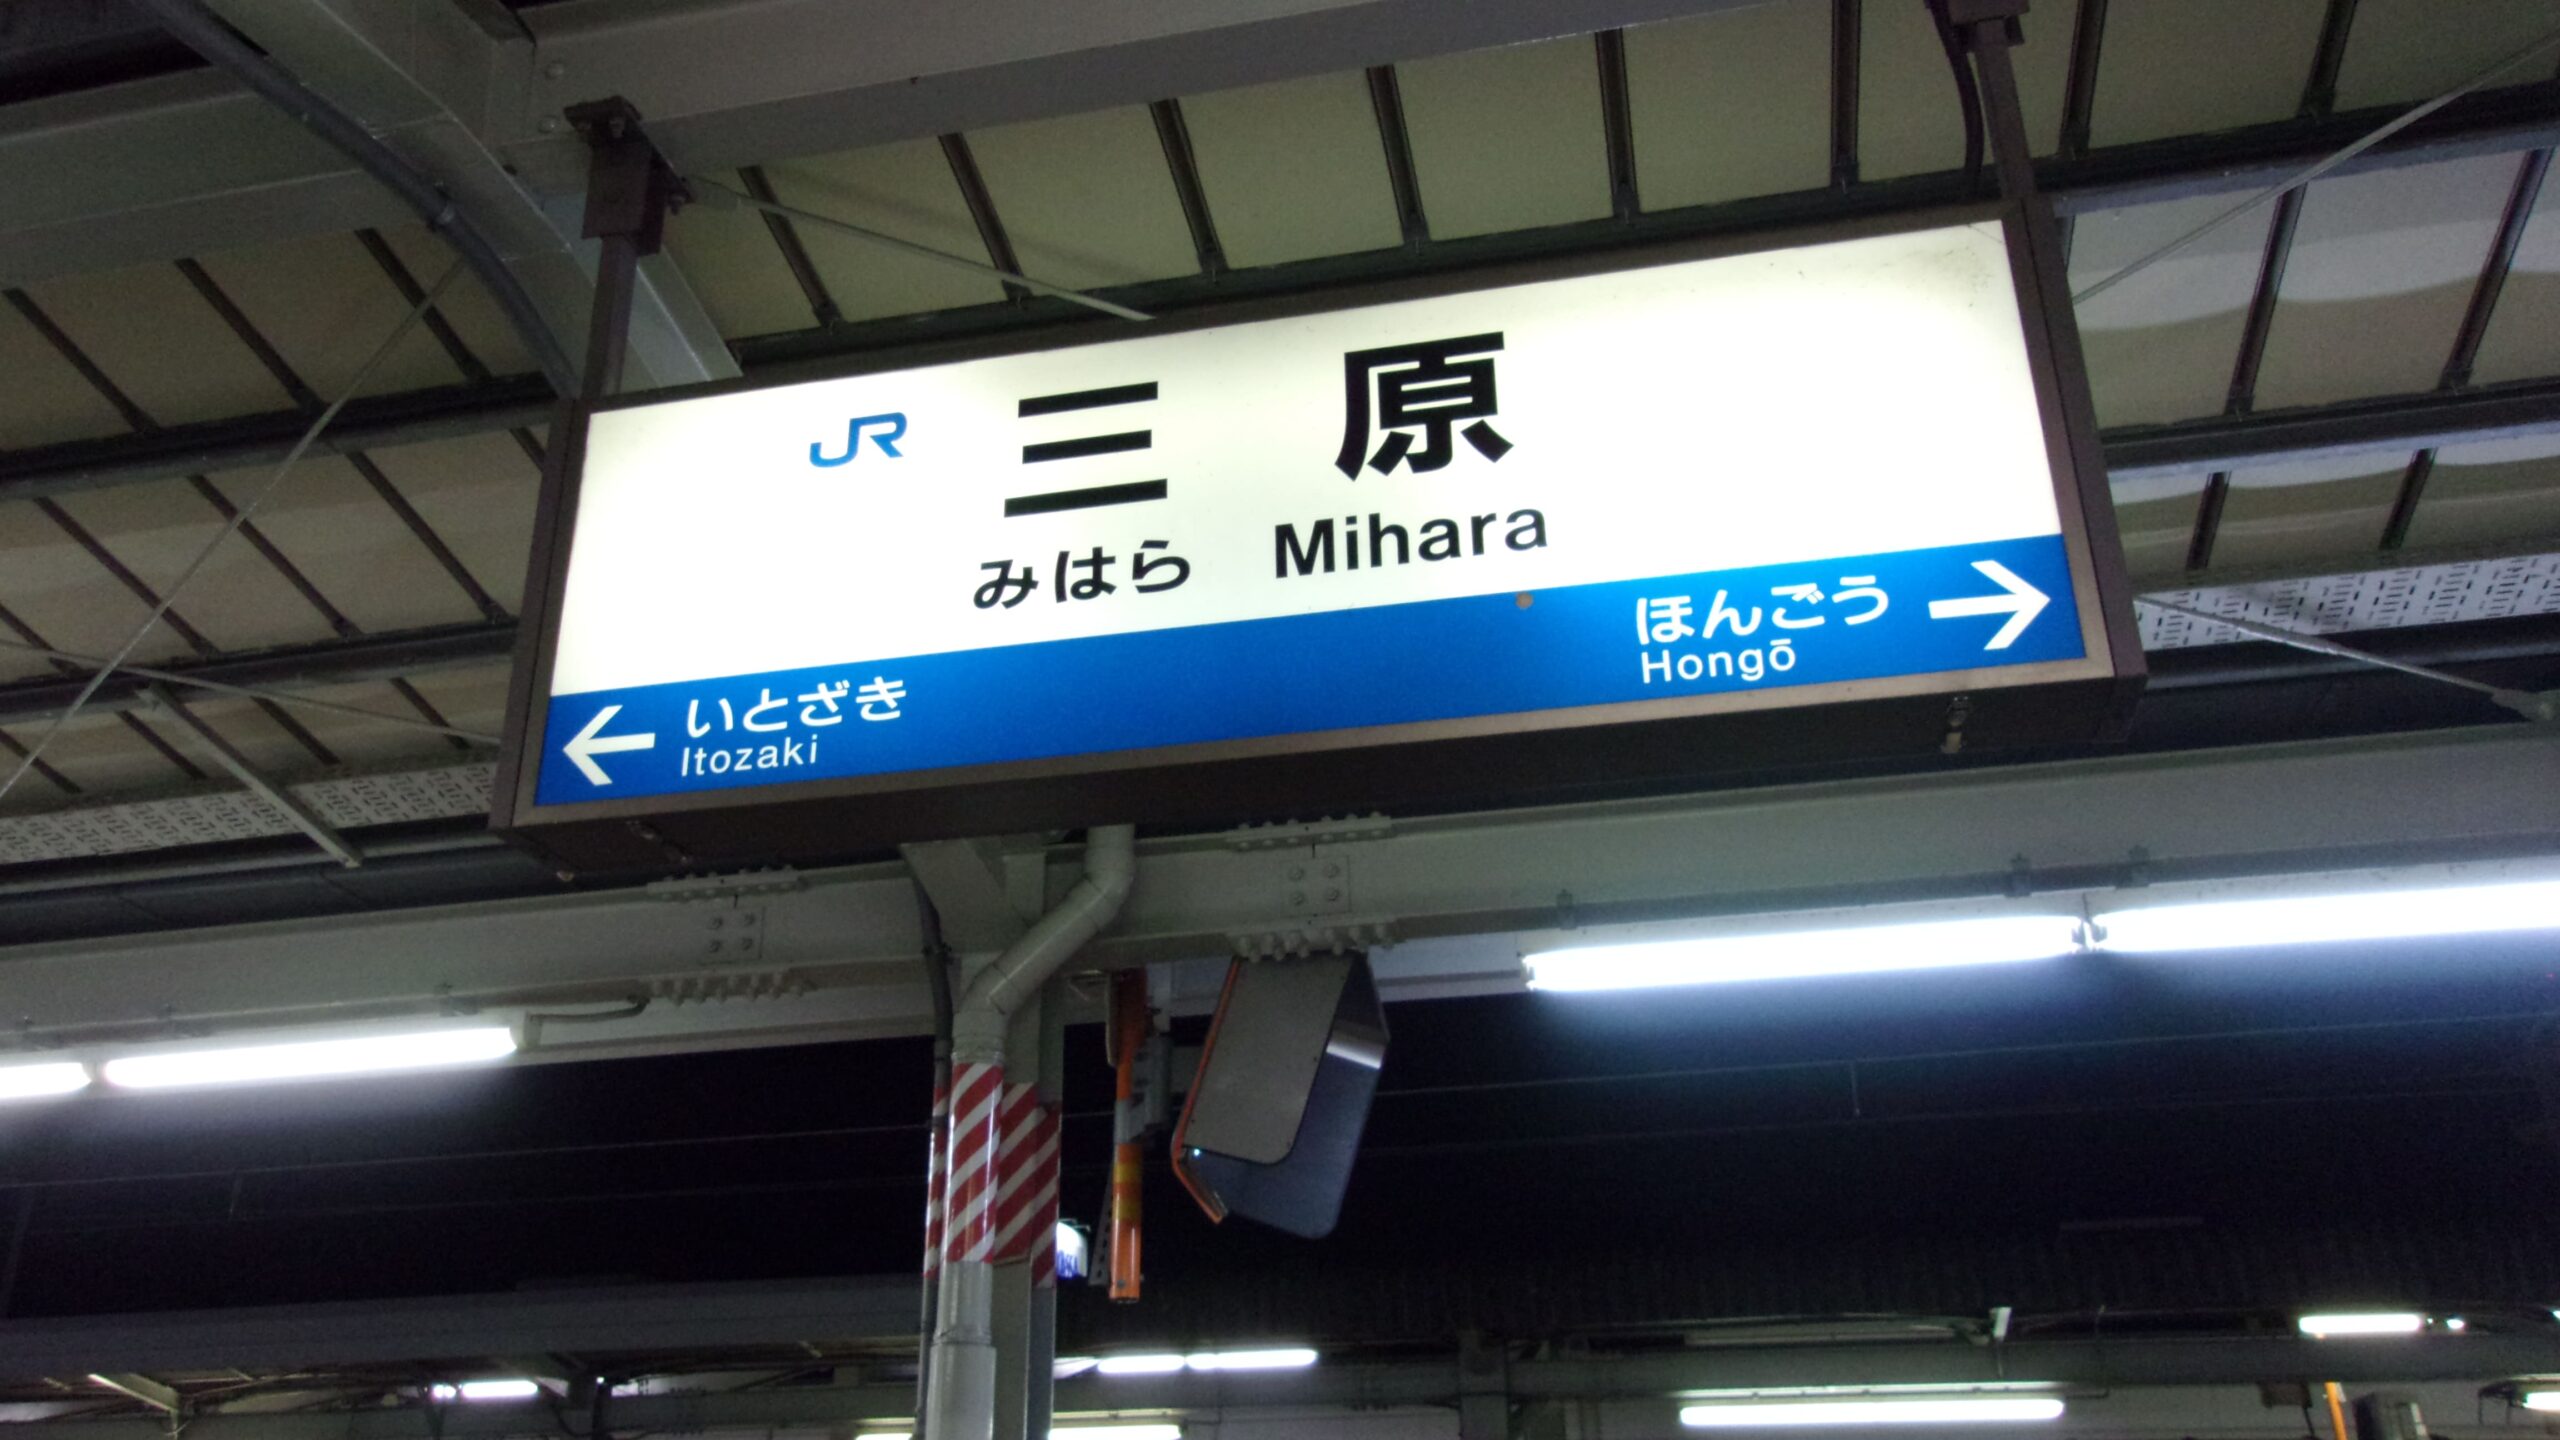 JR 三原
みはら Mihara
いとざき
Itozaki
ほんごう
Hongō